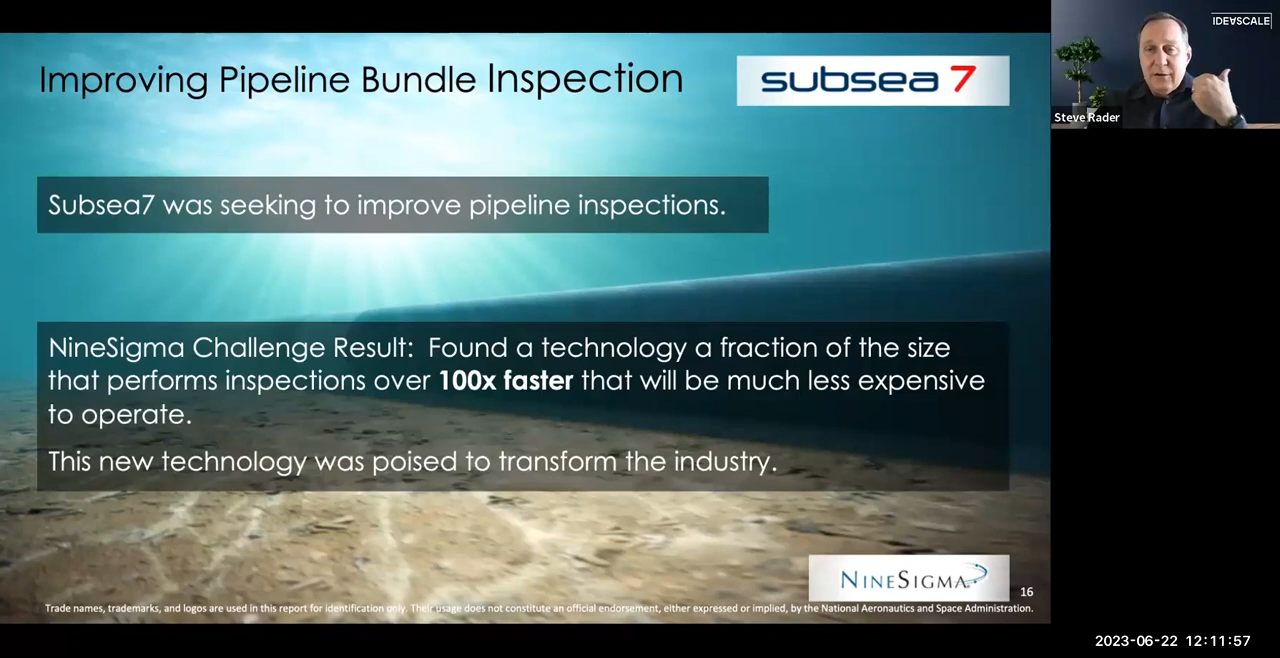 Improving Pipeline Bundle Inspection
subsea 7
IDEASCALE
Steve Rader
Subsea7 was seeking to improve pipeline inspections.
NineSigma Challenge Result: Found a technology a fraction of the size
that performs inspections over 100x faster that will be much less expensive
to operate.
This new technology was poised to transform the industry.
NINESIGMA
16
Trade names, trademarks, and logos are used in this report for identification only. Their usage does not constitute an official endorsement, either expressed or implied, by the National Aeronautics and Space Administration.
2023-06-22 12:11:57